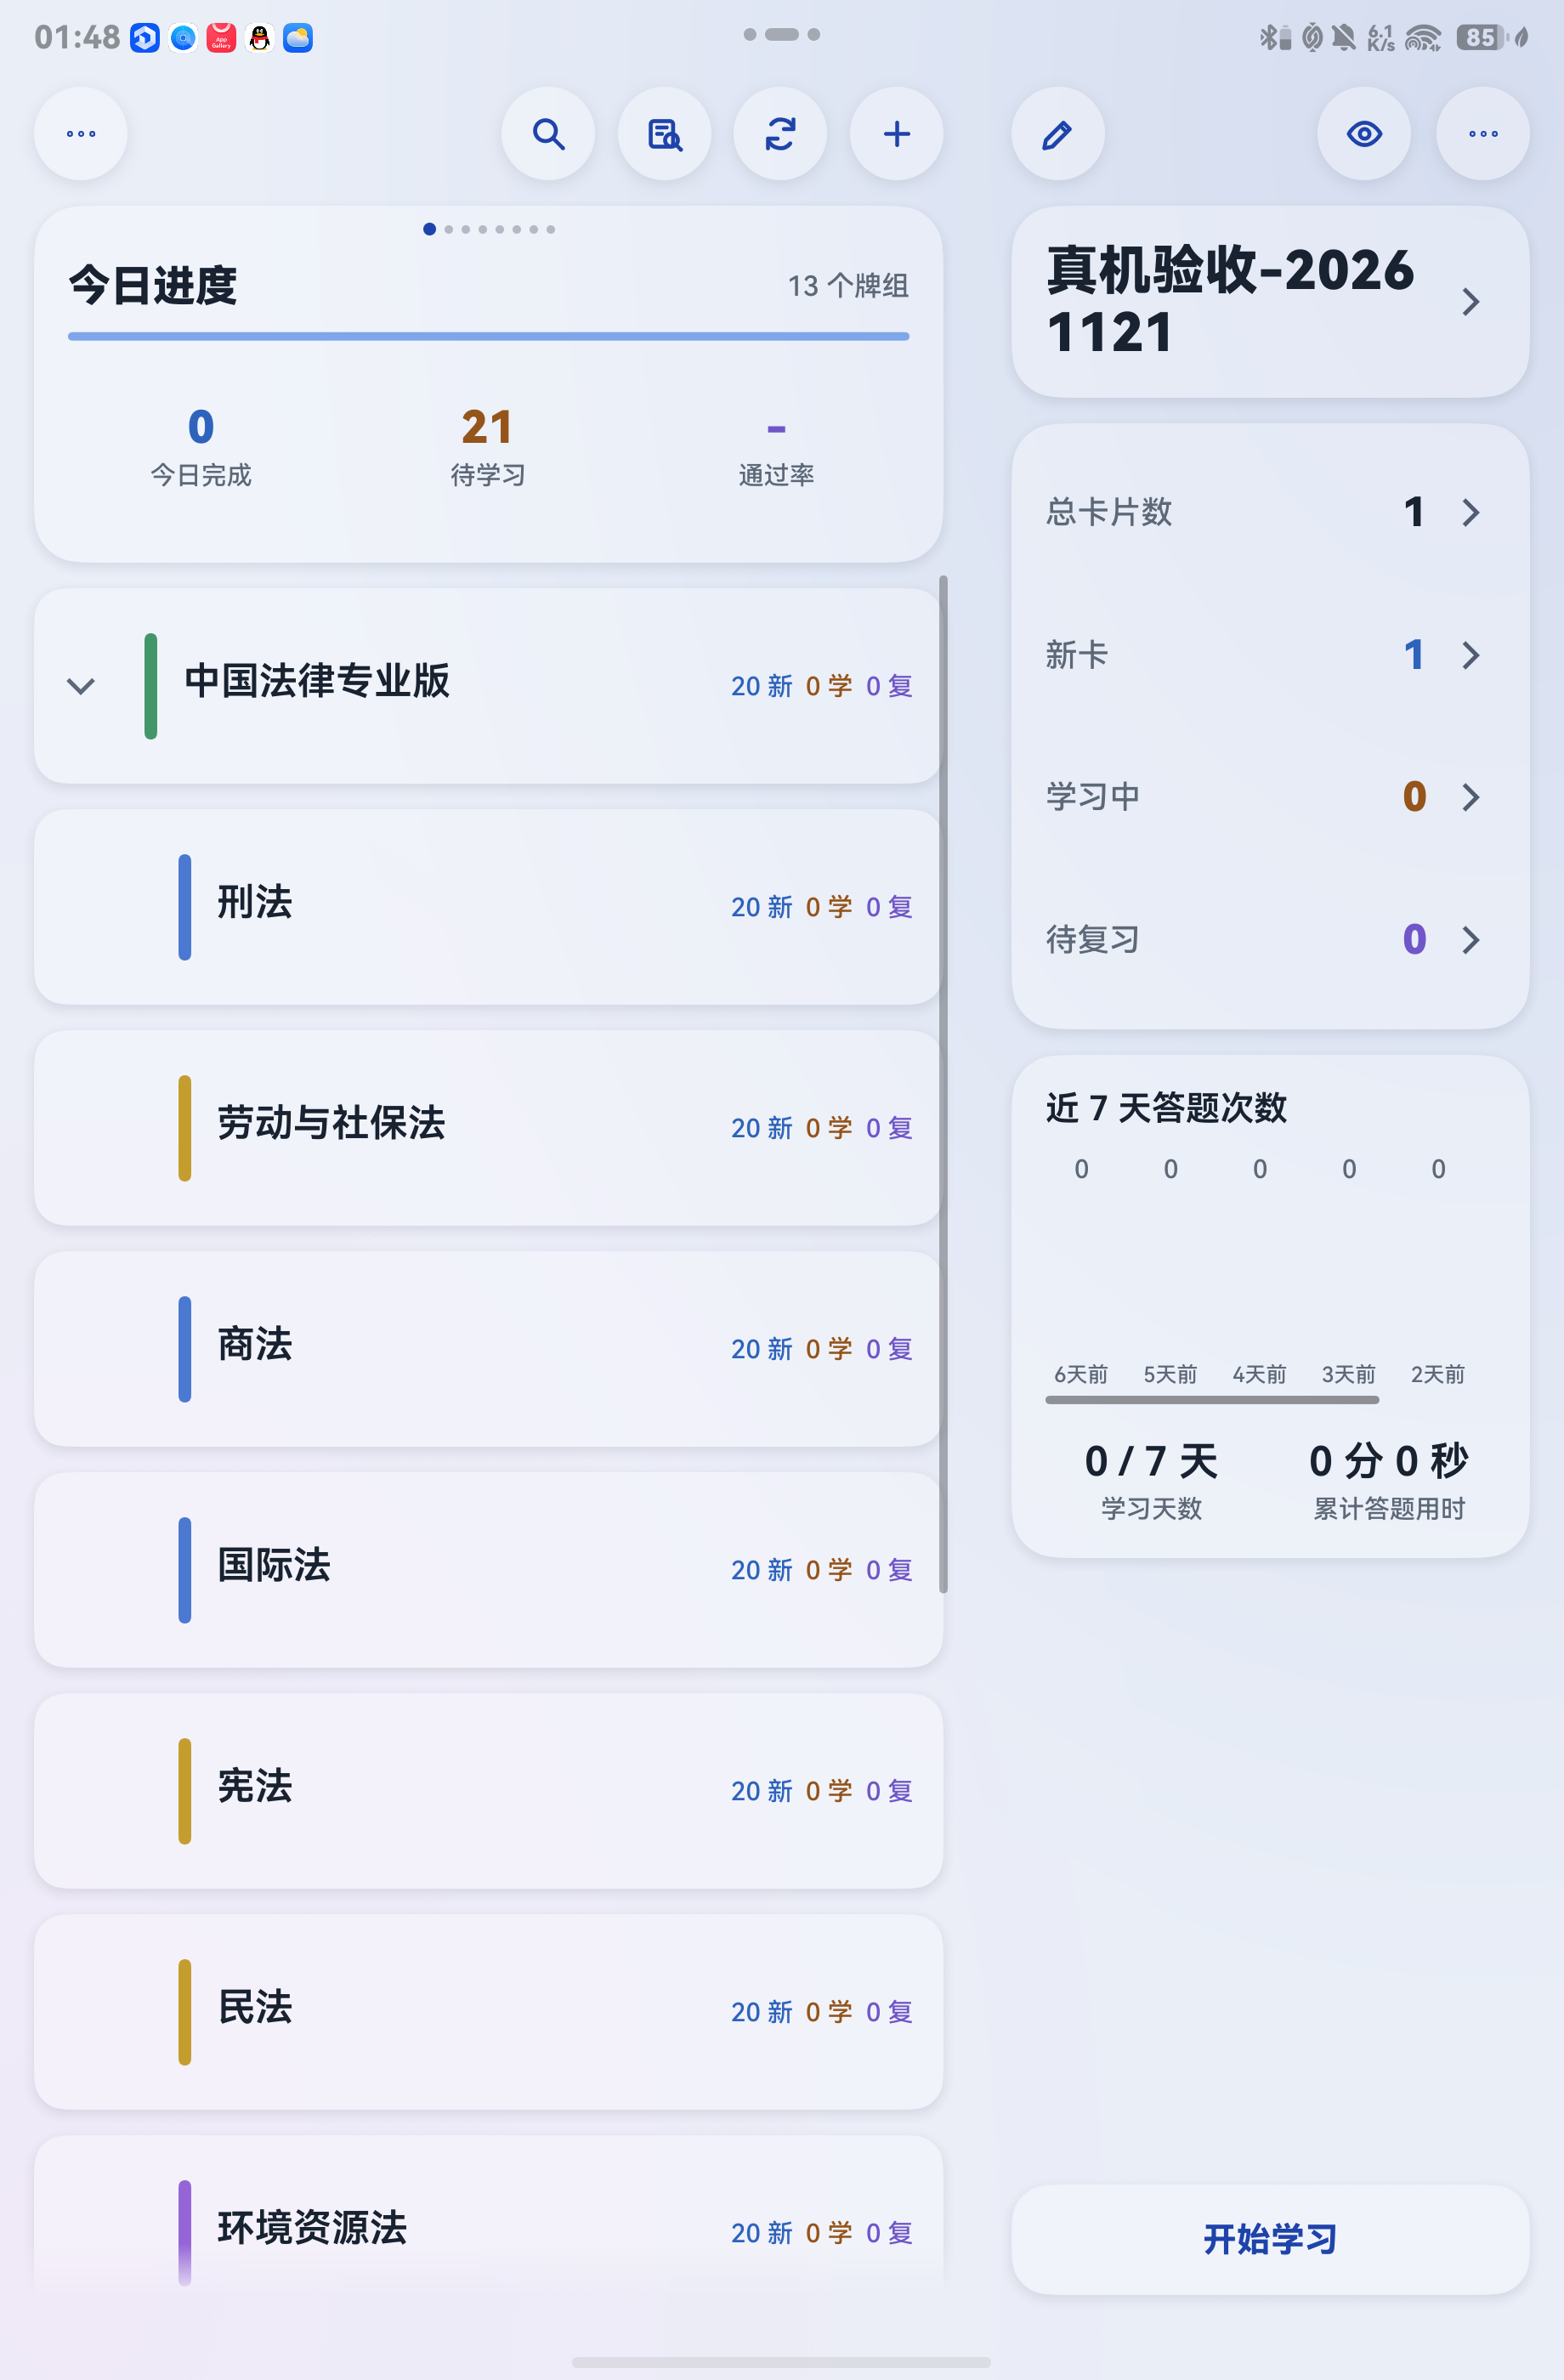 01:48
App
Gallery
6.1
K/s
85
今日进度
13 个牌组
0
今日完成
21
待学习
-
通过率
中国法律专业版
20 新 0 学 0 复
刑法
20 新 0 学 0 复
劳动与社保法
20 新 0 学 0 复
商法
20 新 0 学 0 复
国际法
20 新 0 学 0 复
宪法
20 新 0 学 0 复
民法
20 新 0 学 0 复
环境资源法
20 新 0 学 0 复
真机验收-2026
1121
总卡片数 1
新卡 1
学习中 0
待复习 0
近 7 天答题次数
0 0 0 0 0
6天前 5天前 4天前 3天前 2天前
0 / 7 天
学习天数
0 分 0 秒
累计答题用时
开始学习